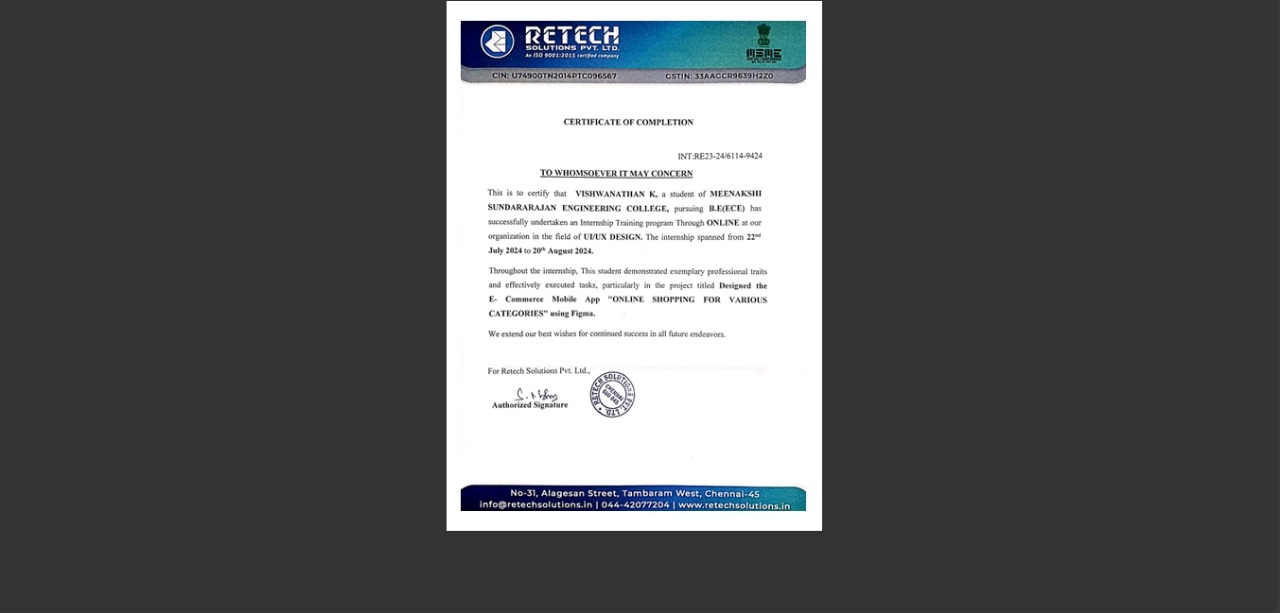 RETECH
SOLUTIONS PVT. LTD.
An ISO 9001:2015 certified company
MSME
CIN: U74900TN2014PTC096567 GSTIN: 33AAGCR9639H2Z0
CERTIFICATE OF COMPLETION
INT:RE23-24/6114-9424
TO WHOMSOEVER IT MAY CONCERN
This is to certify that VISHWANATHAN K, a student of MEENAKSHI
SUNDARARAJAN ENGINEERING COLLEGE, pursuing B.E(ECE) has
successfully undertaken an Internship Training program Through ONLINE at our
organization in the field of UI/UX DESIGN. The internship spanned from 22nd
July 2024 to 20th August 2024.
Throughout the internship, This student demonstrated exemplary professional traits
and effectively executed tasks, particularly in the project titled Designed the
E- Commerce Mobile App "ONLINE SHOPPING FOR VARIOUS
CATEGORIES" using Figma.
We extend our best wishes for continued success in all future endeavors.
For Retech Solutions Pvt. Ltd.,
RETECH SOLUTIONS PVT. LTD.
CHENNAI
600 045
Authorized Signature
No-31, Alagesan Street, Tambaram West, Chennai-45
info@retechsolutions.in | 044-42077204 | www.retechsolutions.in